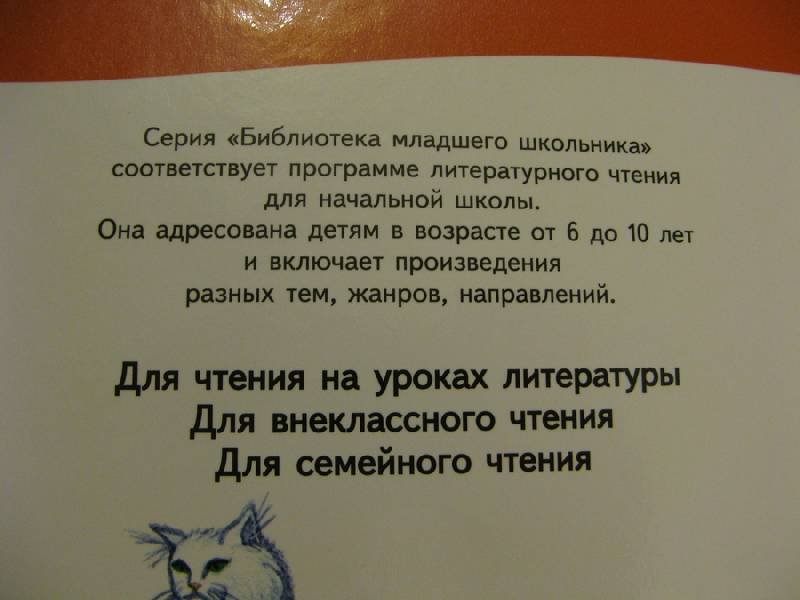 Серия «Библиотека младшего школьника»
соответствует программе литературного чтения
для начальной школы.
Она адресована детям в возрасте от 6 до 10 лет
и включает произведения
разных тем, жанров, направлений.
Для чтения на уроках литературы
Для внеклассного чтения
Для семейного чтения